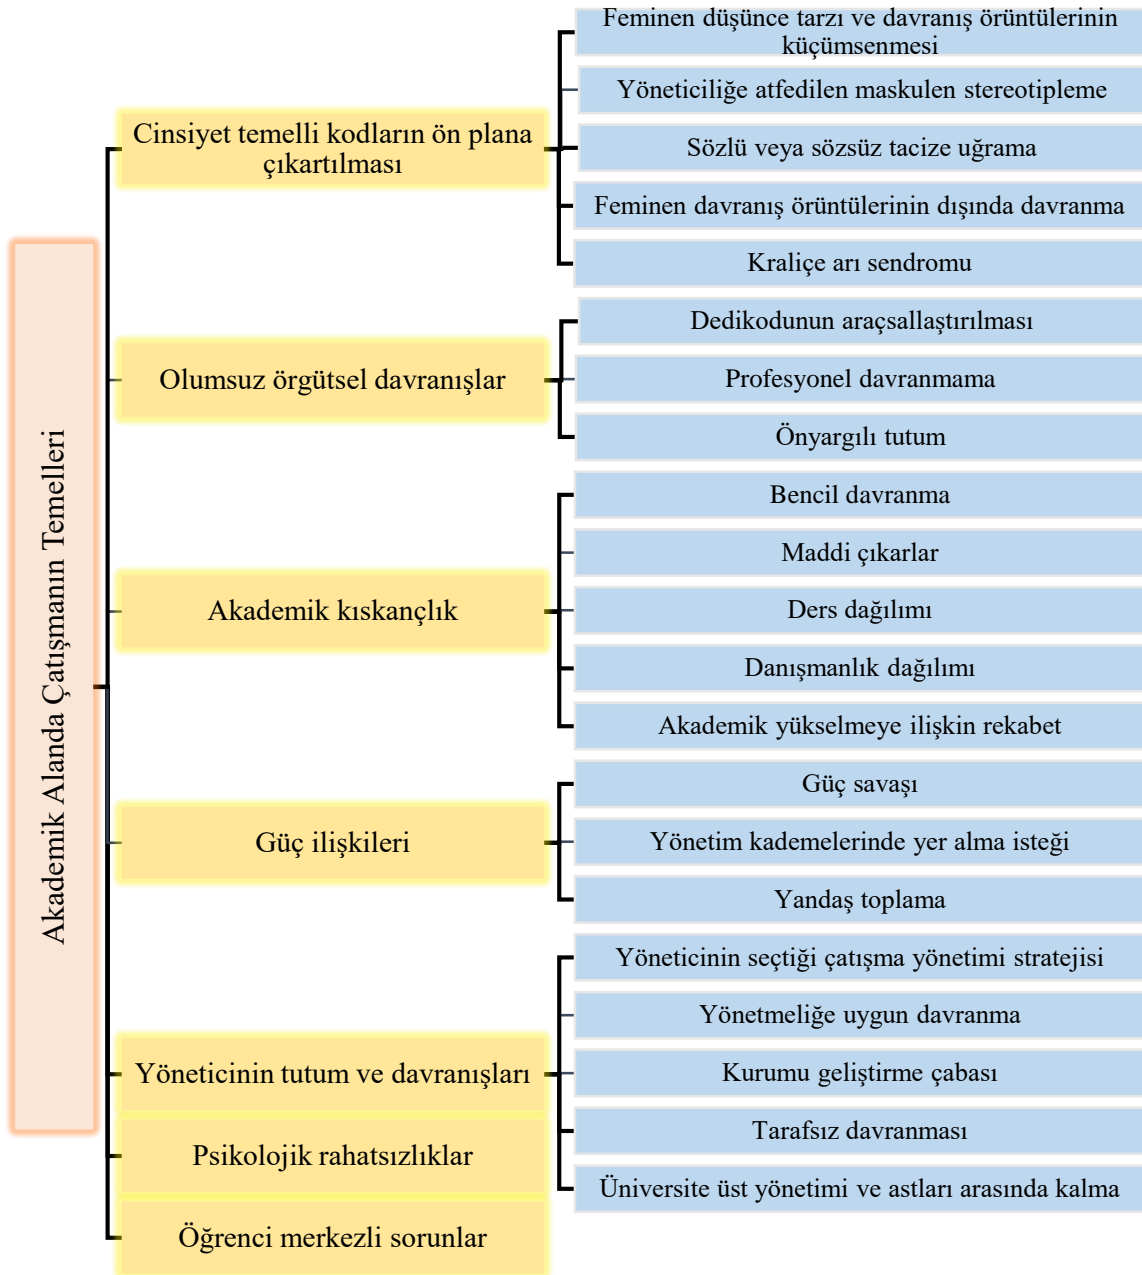 Akademik Alanda Çatışmanın Temelleri
Cinsiyet temelli kodların ön plana
çıkartılması
Feminen düşünce tarzı ve davranış örüntülerinin
küçümsenmesi
Yöneticiliğe atfedilen maskulen stereotipleme
Sözlü veya sözsüz tacize uğrama
Feminen davranış örüntülerinin dışında davranma
Kraliçe arı sendromu
Olumsuz örgütsel davranışlar
Dedikodunun araçsallaştırılması
Profesyonel davranmama
Önyargılı tutum
Akademik kıskançlık
Bencil davranma
Maddi çıkarlar
Ders dağılımı
Danışmanlık dağılımı
Akademik yükselmeye ilişkin rekabet
Güç ilişkileri
Güç savaşı
Yönetim kademelerinde yer alma isteği
Yandaş toplama
Yöneticinin tutum ve davranışları
Yöneticinin seçtiği çatışma yönetimi stratejisi
Yönetmeliğe uygun davranma
Kurumu geliştirme çabası
Tarafsız davranması
Üniversite üst yönetimi ve astları arasında kalma
Psikolojik rahatsızlıklar
Öğrenci merkezli sorunlar